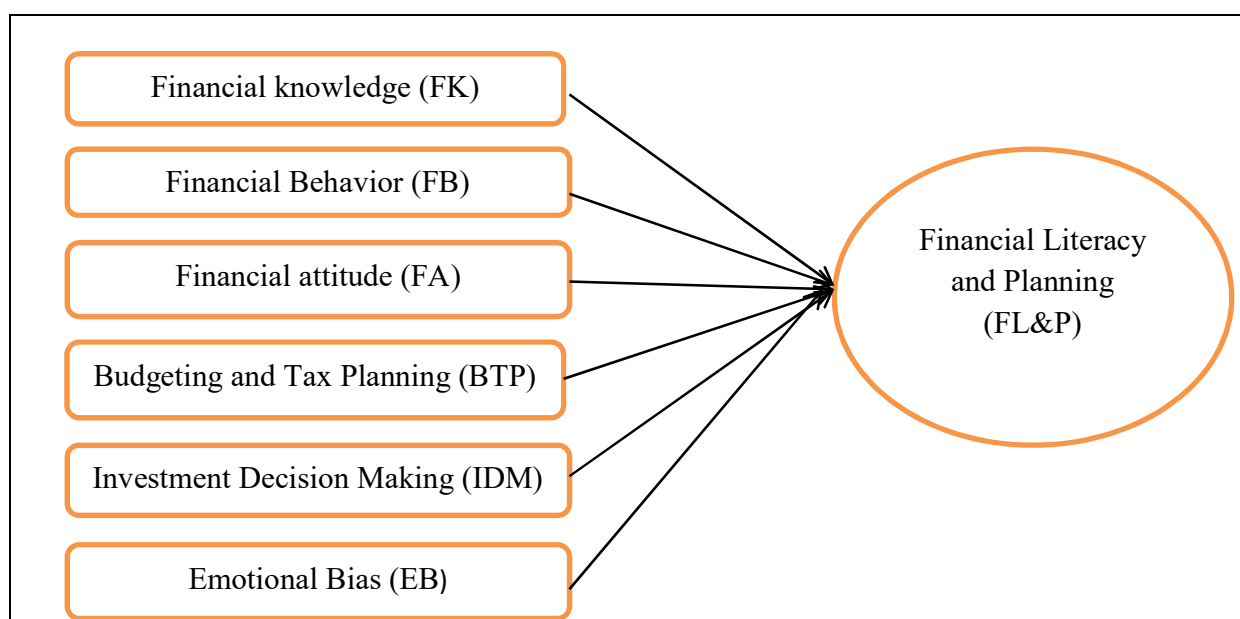 Financial knowledge (FK)
Financial Behavior (FB)
Financial attitude (FA)
Budgeting and Tax Planning (BTP)
Investment Decision Making (IDM)
Emotional Bias (EB)
Financial Literacy
and Planning
(FL&P)